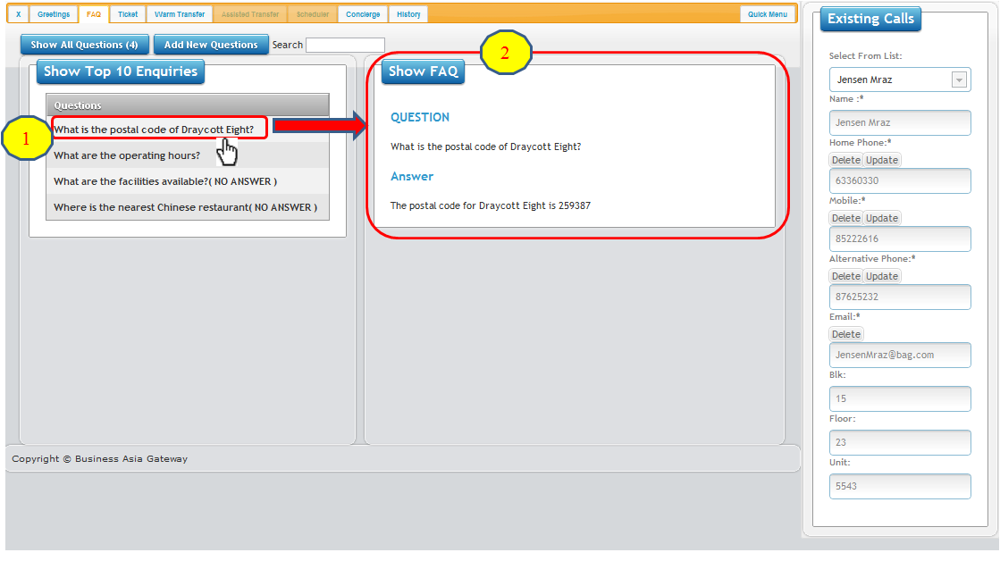 X Greetings FAQ Ticket Warm Transfer Assisted Transfer Scheduler Concierge History Quick Menu
Show All Questions (4) Add New Questions Search
Show Top 10 Enquiries
Questions
What is the postal code of Draycott Eight?
What are the operating hours?
What are the facilities available?( NO ANSWER )
Where is the nearest Chinese restaurant( NO ANSWER )
1
2
Show FAQ
QUESTION
What is the postal code of Draycott Eight?
Answer
The postal code for Draycott Eight is 259387
Copyright © Business Asia Gateway
Existing Calls
Select From List:
Jensen Mraz
Name :*
Jensen Mraz
Home Phone:*
Delete Update
63360330
Mobile:*
Delete Update
85222616
Alternative Phone:*
Delete Update
87625232
Email:*
Delete
JensenMraz@bag.com
Blk:
15
Floor:
23
Unit:
5543